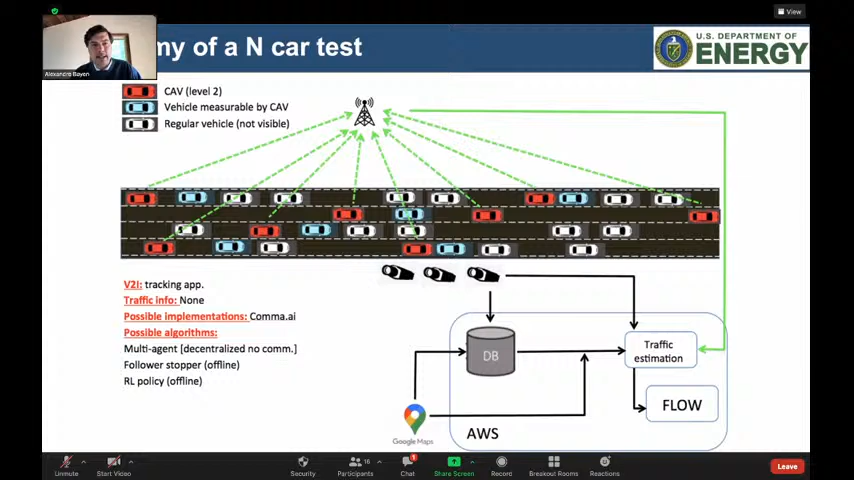 View
my of a N car test
U.S. DEPARTMENT OF
ENERGY
Alexandre Bayen
CAV (level 2)
Vehicle measurable by CAV
Regular vehicle (not visible)
V2I: tracking app.
Traffic info: None
Possible implementations: Comma.ai
Possible algorithms:
Multi-agent [decentralized no comm.]
Follower stopper (offline)
RL policy (offline)
DB
Traffic
estimation
FLOW
Google Maps
AWS
Unmute
Start Video
Security
Participants
16
Chat
1
Share Screen
Record
Breakout Rooms
Reactions
Leave